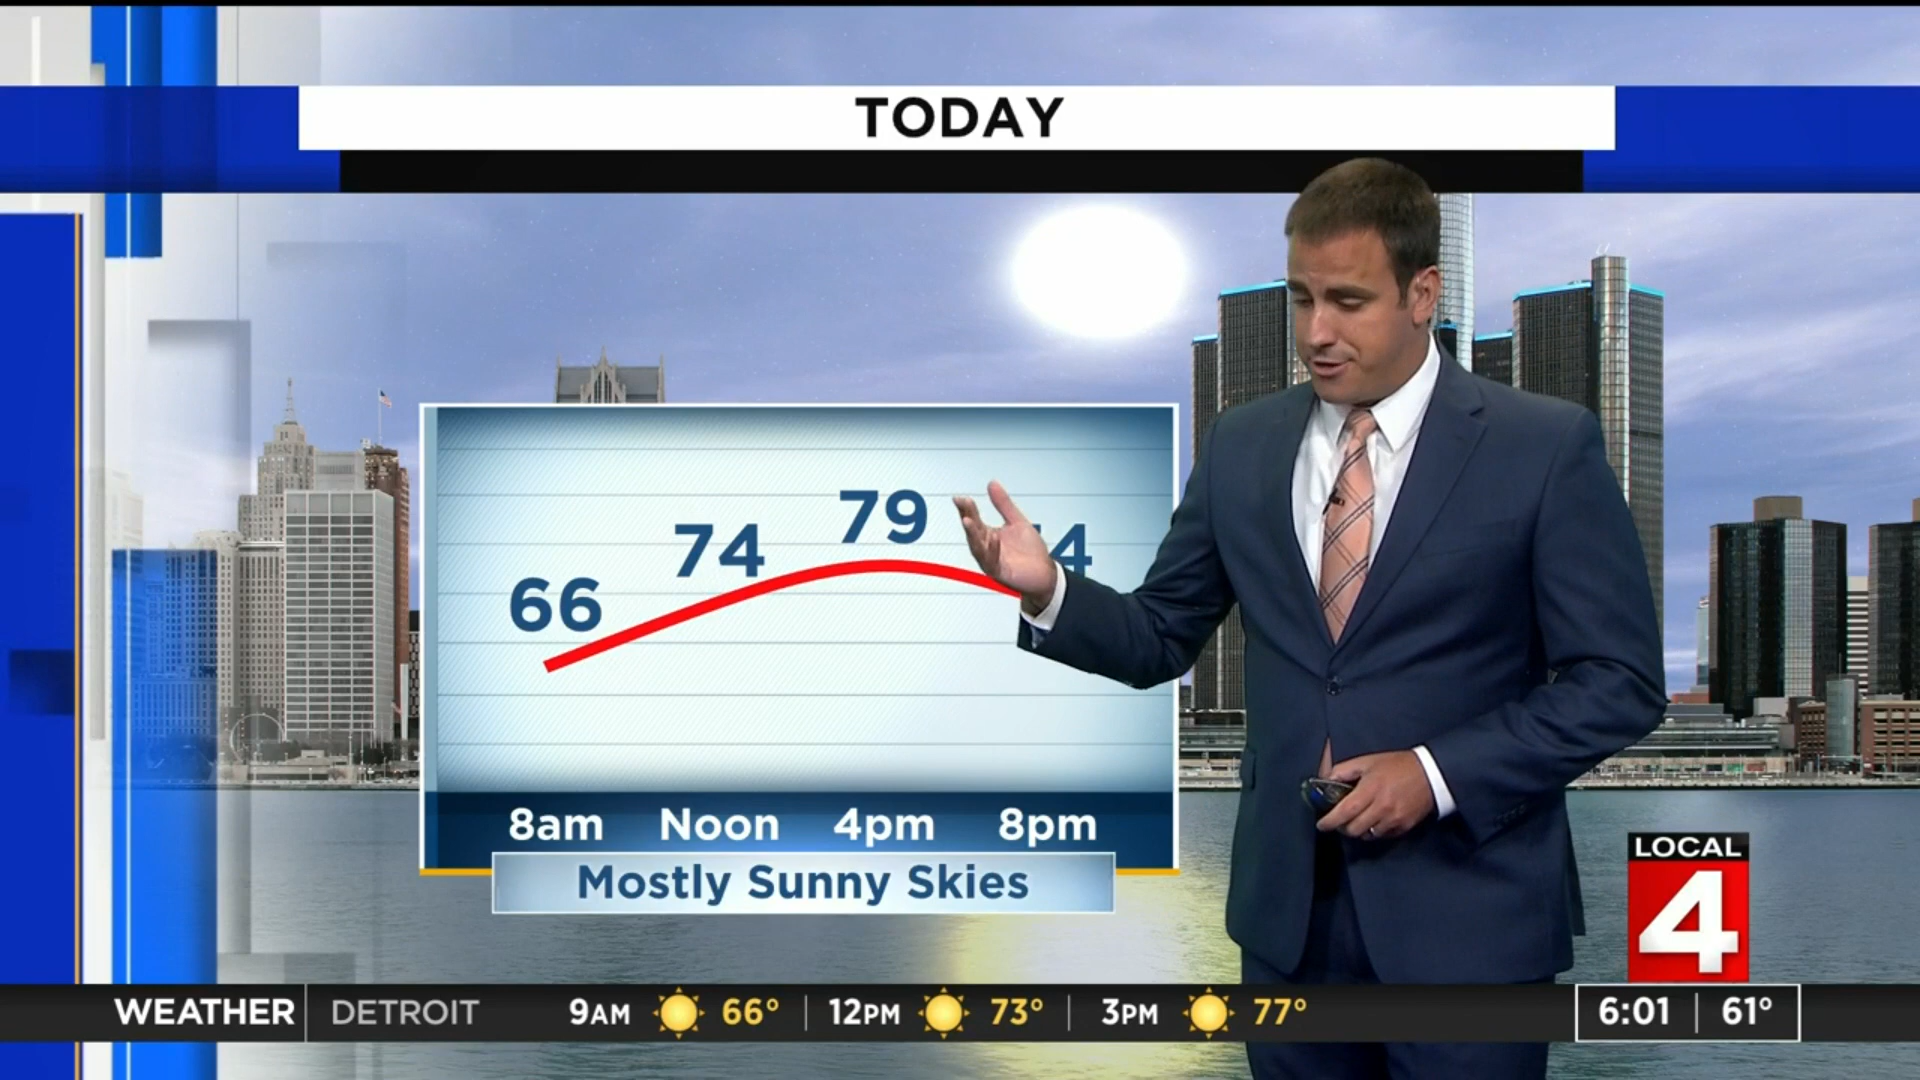 TODAY
79
74
66
8am Noon 4pm 8pm
Mostly Sunny Skies
LOCAL
4
WEATHER DETROIT 9AM 66° 12PM 73° 3PM 77° 6:01 61°